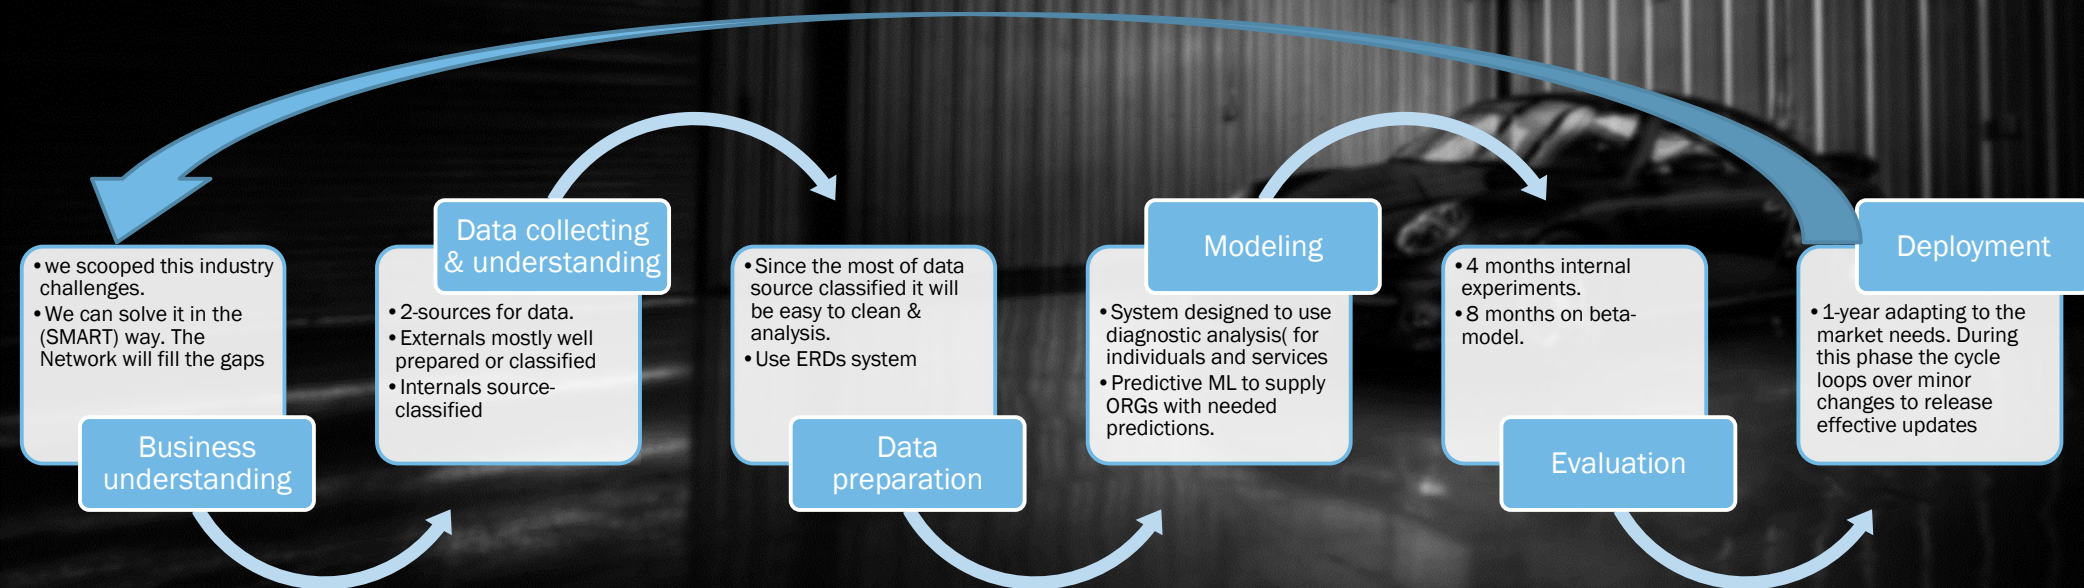 • we scooped this industry
challenges.
• We can solve it in the
(SMART) way. The
Network will fill the gaps
Business
understanding
Data collecting
& understanding
• 2-sources for data.
• Externals mostly well
prepared or classified
• Internals source-
classified
• Since the most of data
source classified it will
be easy to clean &
analysis.
• Use ERDs system
Data
preparation
Modeling
• System designed to use
diagnostic analysis( for
individuals and services
• Predictive ML to supply
ORGs with needed
predictions.
• 4 months internal
experiments.
• 8 months on beta-
model.
Evaluation
Deployment
• 1-year adapting to the
market needs. During
this phase the cycle
loops over minor
changes to release
effective updates